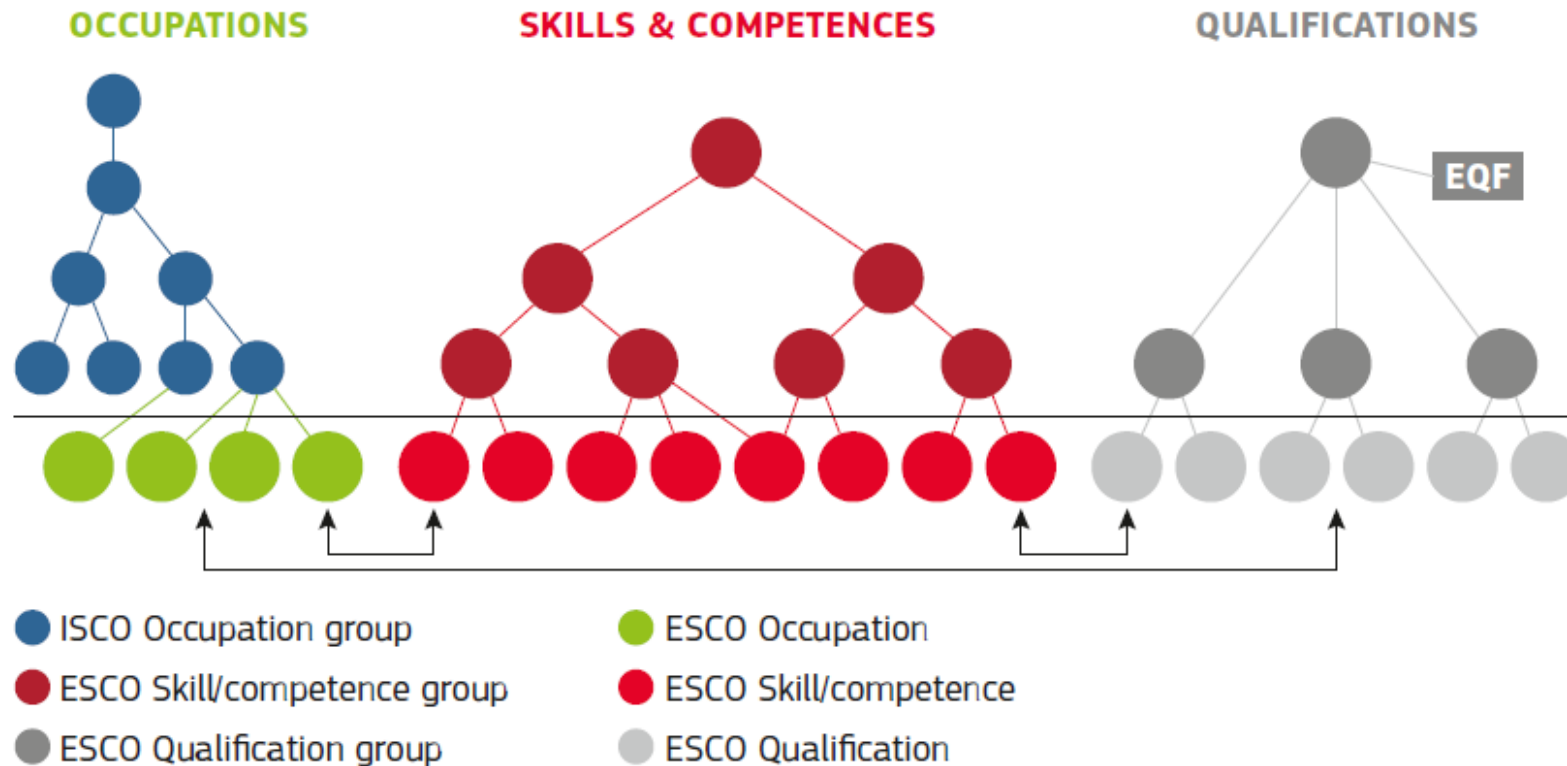 OCCUPATIONS
SKILLS & COMPETENCES
QUALIFICATIONS
EQF
ISCO Occupation group
ESCO Occupation
ESCO Skill/competence group
ESCO Skill/competence
ESCO Qualification group
ESCO Qualification